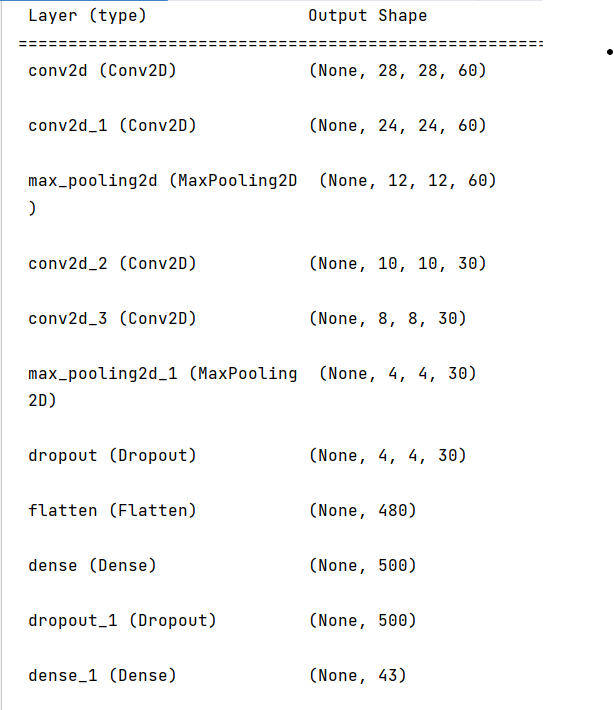 Layer (type) Output Shape
=====================================================
conv2d (Conv2D) (None, 28, 28, 60)
conv2d_1 (Conv2D) (None, 24, 24, 60)
max_pooling2d (MaxPooling2D (None, 12, 12, 60)
)
conv2d_2 (Conv2D) (None, 10, 10, 30)
conv2d_3 (Conv2D) (None, 8, 8, 30)
max_pooling2d_1 (MaxPooling (None, 4, 4, 30)
2D)
dropout (Dropout) (None, 4, 4, 30)
flatten (Flatten) (None, 480)
dense (Dense) (None, 500)
dropout_1 (Dropout) (None, 500)
dense_1 (Dense) (None, 43)